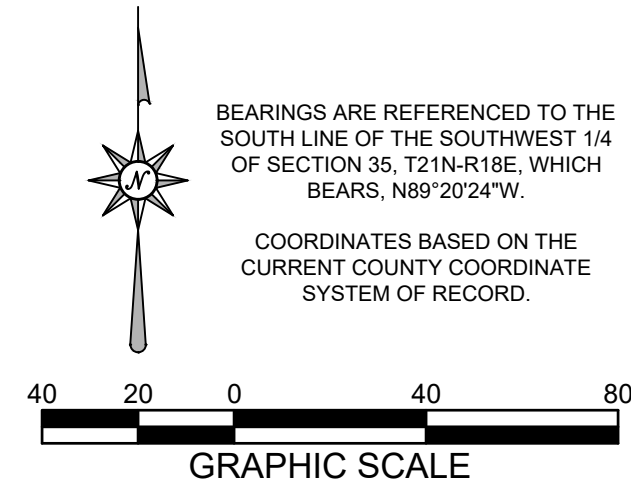 N
BEARINGS ARE REFERENCED TO THE
SOUTH LINE OF THE SOUTHWEST 1/4
OF SECTION 35, T21N-R18E, WHICH
BEARS, N89°20'24"W.
COORDINATES BASED ON THE
CURRENT COUNTY COORDINATE
SYSTEM OF RECORD.
40 20 0 40 80
GRAPHIC SCALE